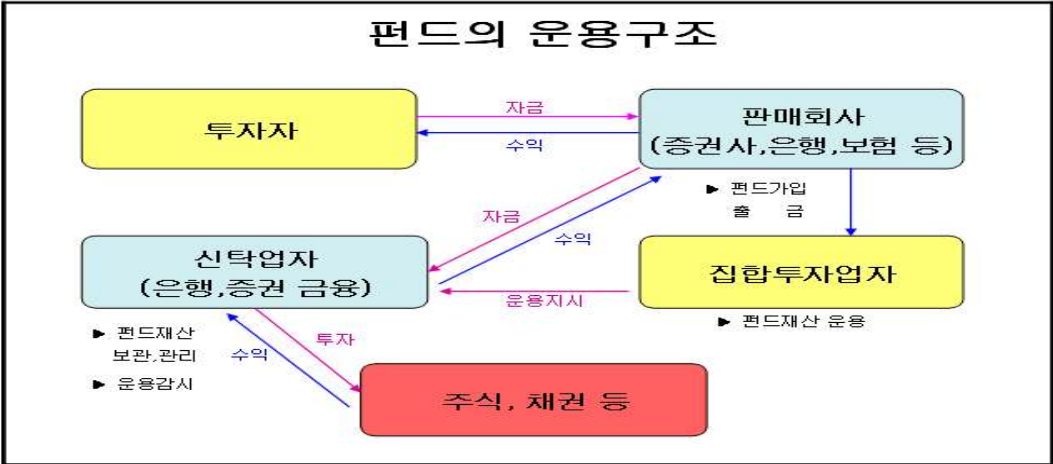 펀드의 운용구조
투자자
자금
수익
판매회사
(증권사,은행,보험 등)
▶ 펀드가입
출 금
자금
수익
신탁업자
(은행,증권 금융)
운용지시
집합투자업자
▶ 펀드재산 운용
▶ 펀드재산
보관,관리
▶ 운용감시
수익
투자
주식, 채권 등